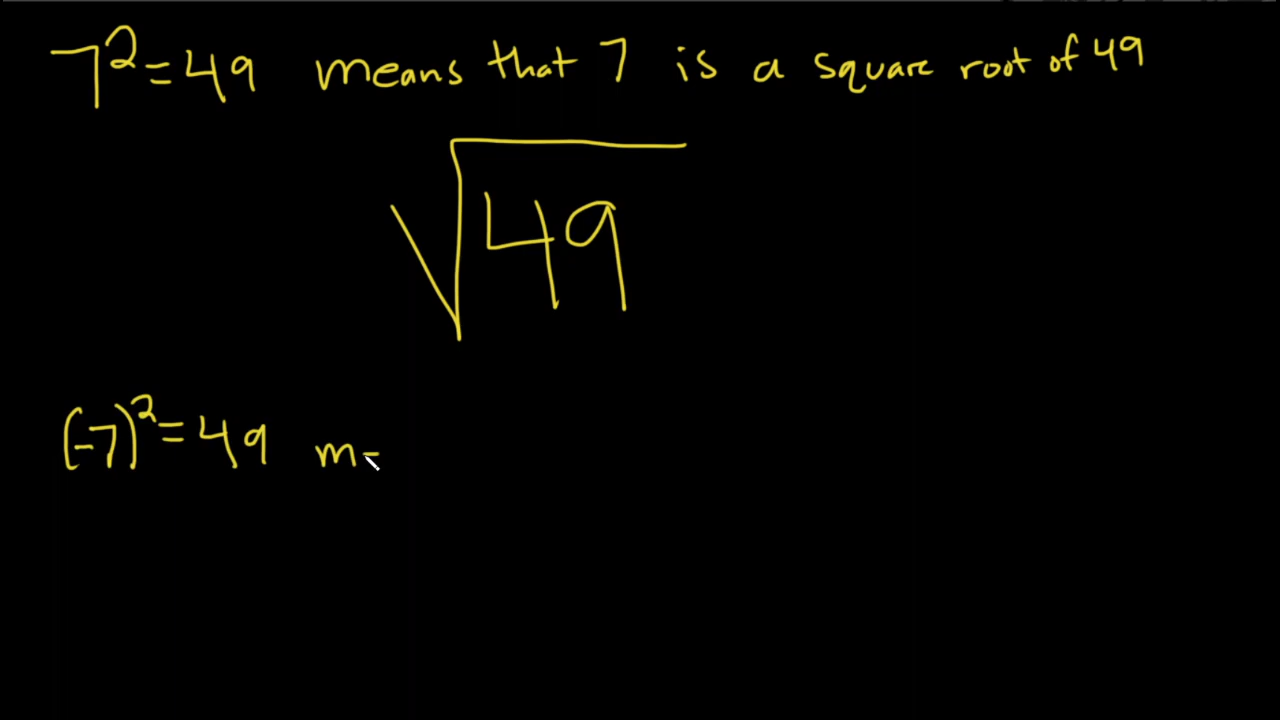 7² = 49 means that 7 is a square root of 49
√49
(-7)² = 49 m